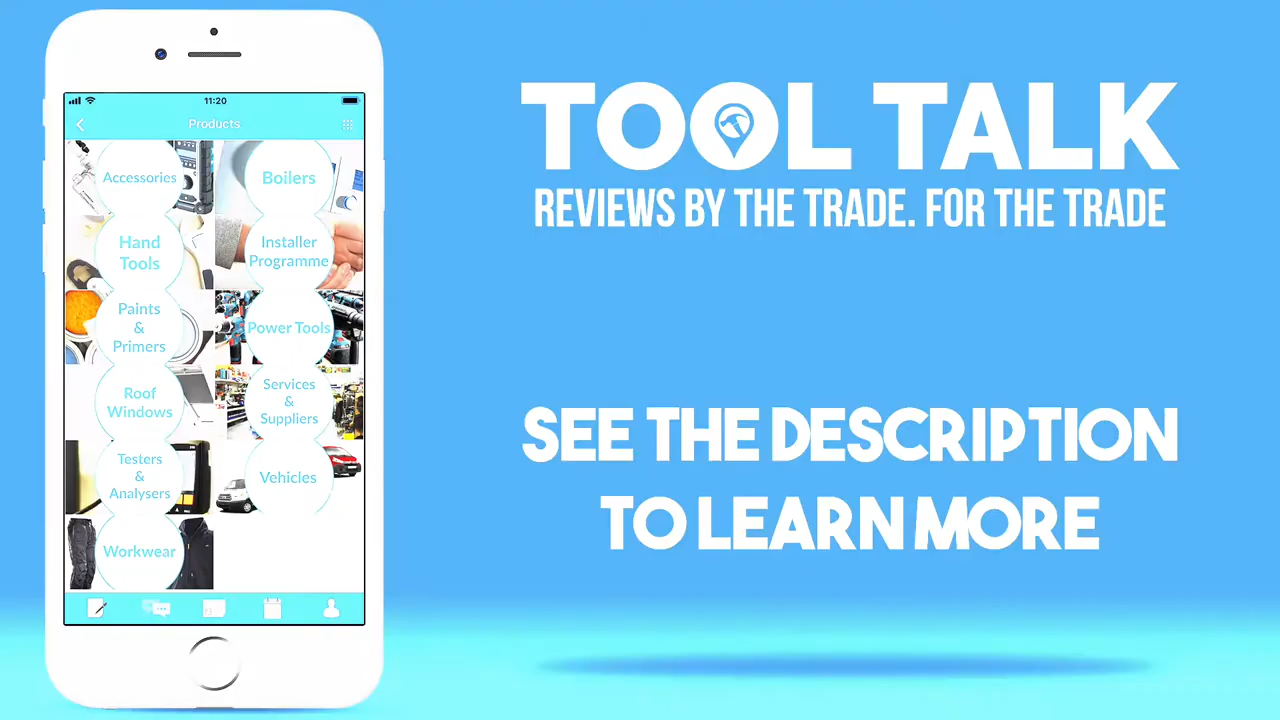 11:20
Products
Accessories
Boilers
Hand
Tools
Installer
Programme
Paints
&
Primers
Power Tools
Roof
Windows
Services
&
Suppliers
Testers
&
Analysers
Vehicles
Workwear
TOOL TALK
REVIEWS BY THE TRADE. FOR THE TRADE
SEE THE DESCRIPTION
TO LEARN MORE